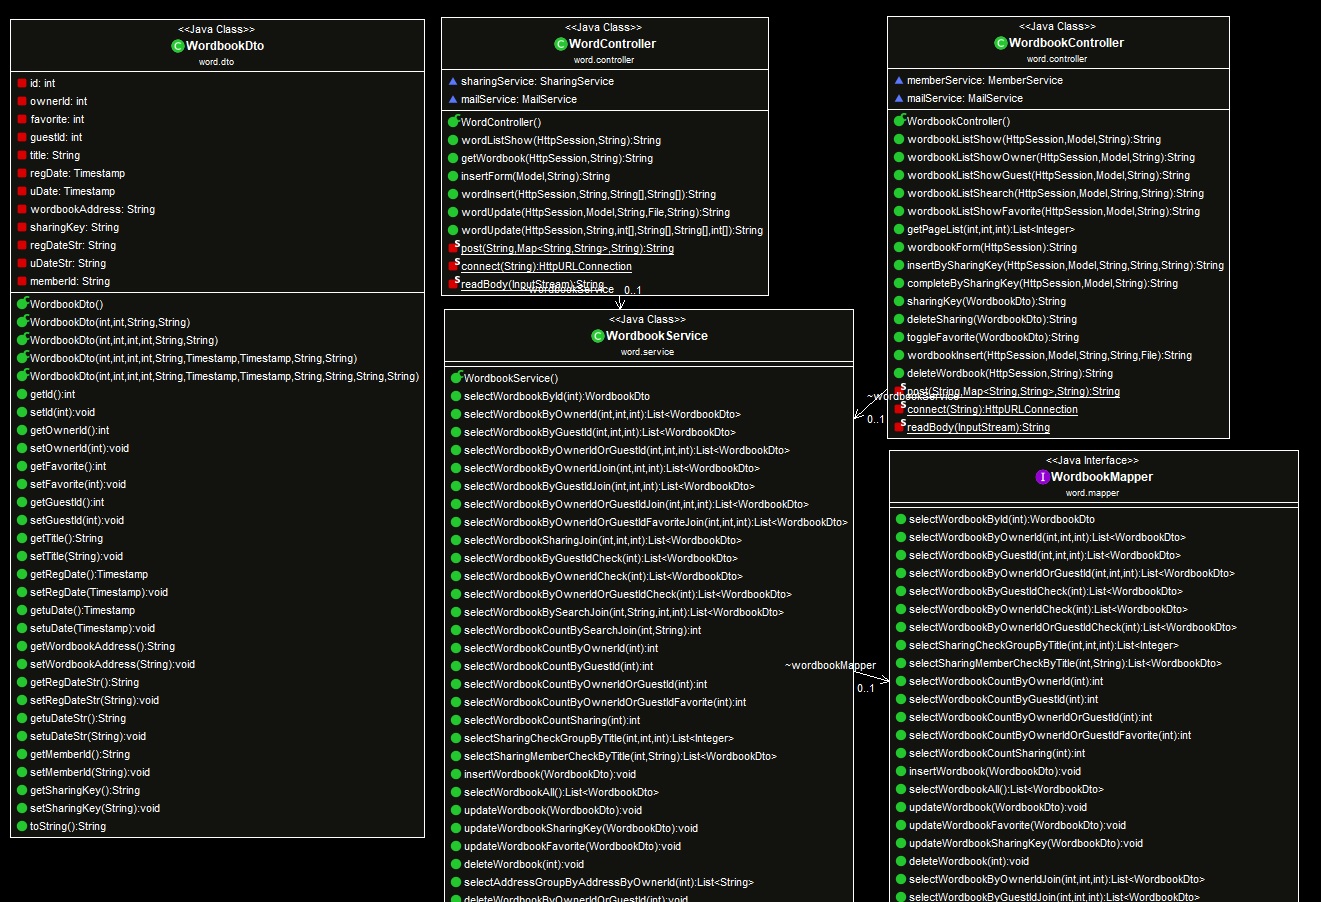 <<Java Class>>
WordbookDto
word.dto
id: int
ownerId: int
favorite: int
guestId: int
title: String
regDate: Timestamp
uDate: Timestamp
wordbookAddress: String
sharingKey: String
regDateStr: String
uDateStr: String
memberId: String
WordbookDto()
WordbookDto(int,int,String,String)
WordbookDto(int,int,int,int,String,String)
WordbookDto(int,int,int,int,String,Timestamp,Timestamp,String,String)
WordbookDto(int,int,int,int,String,Timestamp,Timestamp,String,String,String,String)
getId():int
setId(int):void
getOwnerId():int
setOwnerId(int):void
getFavorite():int
setFavorite(int):void
getGuestId():int
setGuestId(int):void
getTitle():String
setTitle(String):void
getRegDate():Timestamp
setRegDate(Timestamp):void
getuDate():Timestamp
setuDate(Timestamp):void
getWordbookAddress():String
setWordbookAddress(String):void
getRegDateStr():String
setRegDateStr(String):void
getuDateStr():String
setuDateStr(String):void
getMemberId():String
setMemberId(String):void
getSharingKey():String
setSharingKey(String):void
toString():String
<<Java Class>>
WordController
word.controller
sharingService: SharingService
mailService: MailService
WordController()
wordListShow(HttpSession,String):String
getWordbook(HttpSession,String):String
insertForm(Model,String):String
wordInsert(HttpSession,String,String[],String[]):String
wordUpdate(HttpSession,Model,String,File,String):String
wordUpdate(HttpSession,String,int[],String[],String[],int[]):String
post(String,Map<String,String>,String):String
connect(String):HttpURLConnection
readBody(InputStream):String
~wordbookService 0..1
<<Java Class>>
WordbookService
word.service
WordbookService()
selectWordbookById(int):WordbookDto
selectWordbookByOwnerId(int,int,int):List<WordbookDto>
selectWordbookByGuestId(int,int,int):List<WordbookDto>
selectWordbookByOwnerIdOrGuestId(int,int,int):List<WordbookDto>
selectWordbookByOwnerIdJoin(int,int,int):List<WordbookDto>
selectWordbookByGuestIdJoin(int,int,int):List<WordbookDto>
selectWordbookByOwnerIdOrGuestIdJoin(int,int,int):List<WordbookDto>
selectWordbookByOwnerIdOrGuestIdFavoriteJoin(int,int,int):List<WordbookDto>
selectWordbookSharingJoin(int,int,int):List<WordbookDto>
selectWordbookByGuestIdCheck(int):List<WordbookDto>
selectWordbookByOwnerIdCheck(int):List<WordbookDto>
selectWordbookByOwnerIdOrGuestIdCheck(int):List<WordbookDto>
selectWordbookBySearchJoin(int,String,int,int):List<WordbookDto>
selectWordbookCountBySearchJoin(int,String):int
selectWordbookCountByOwnerId(int):int
selectWordbookCountByGuestId(int):int
selectWordbookCountByOwnerIdOrGuestId(int):int
selectWordbookCountByOwnerIdOrGuestIdFavorite(int):int
selectWordbookCountSharing(int):int
selectSharingCheckGroupByTitle(int,int,int):List<Integer>
selectSharingMemberCheckByTitle(int,String):List<WordbookDto>
insertWordbook(WordbookDto):void
selectWordbookAll():List<WordbookDto>
updateWordbook(WordbookDto):void
updateWordbookSharingKey(WordbookDto):void
updateWordbookFavorite(WordbookDto):void
deleteWordbook(int):void
selectAddressGroupByAddressByOwnerId(int):List<String>
deleteWordbookByOwnerIdOrGuestId(int):void
<<Java Class>>
WordbookController
word.controller
memberService: MemberService
mailService: MailService
WordbookController()
wordbookListShow(HttpSession,Model,String):String
wordbookListShowOwner(HttpSession,Model,String):String
wordbookListShowGuest(HttpSession,Model,String):String
wordbookListShearch(HttpSession,Model,String,String):String
wordbookListShowFavorite(HttpSession,Model,String):String
getPageList(int,int,int):List<Integer>
wordbookForm(HttpSession):String
insertBySharingKey(HttpSession,Model,String,String,String):String
completeBySharingKey(HttpSession,Model,String):String
sharingKey(WordbookDto):String
deleteSharing(WordbookDto):String
toggleFavorite(WordbookDto):String
wordbookInsert(HttpSession,Model,String,String,File):String
deleteWordbook(HttpSession,String):String
post(String,Map<String,String>,String):String
connect(String):HttpURLConnection
readBody(InputStream):String
~wordbookService
0..1
<<Java Interface>>
WordbookMapper
word.mapper
selectWordbookById(int):WordbookDto
selectWordbookByOwnerId(int,int,int):List<WordbookDto>
selectWordbookByGuestId(int,int,int):List<WordbookDto>
selectWordbookByOwnerIdOrGuestId(int,int,int):List<WordbookDto>
selectWordbookByGuestIdCheck(int):List<WordbookDto>
selectWordbookByOwnerIdCheck(int):List<WordbookDto>
selectWordbookByOwnerIdOrGuestIdCheck(int):List<WordbookDto>
selectSharingCheckGroupByTitle(int,int,int):List<Integer>
selectSharingMemberCheckByTitle(int,String):List<WordbookDto>
selectWordbookCountByOwnerId(int):int
selectWordbookCountByGuestId(int):int
selectWordbookCountByOwnerIdOrGuestId(int):int
selectWordbookCountByOwnerIdOrGuestIdFavorite(int):int
selectWordbookCountSharing(int):int
insertWordbook(WordbookDto):void
selectWordbookAll():List<WordbookDto>
updateWordbook(WordbookDto):void
updateWordbookFavorite(WordbookDto):void
updateWordbookSharingKey(WordbookDto):void
deleteWordbook(int):void
selectWordbookByOwnerIdJoin(int,int,int):List<WordbookDto>
selectWordbookByGuestIdJoin(int,int,int):List<WordbookDto>
~wordbookMapper
0..1